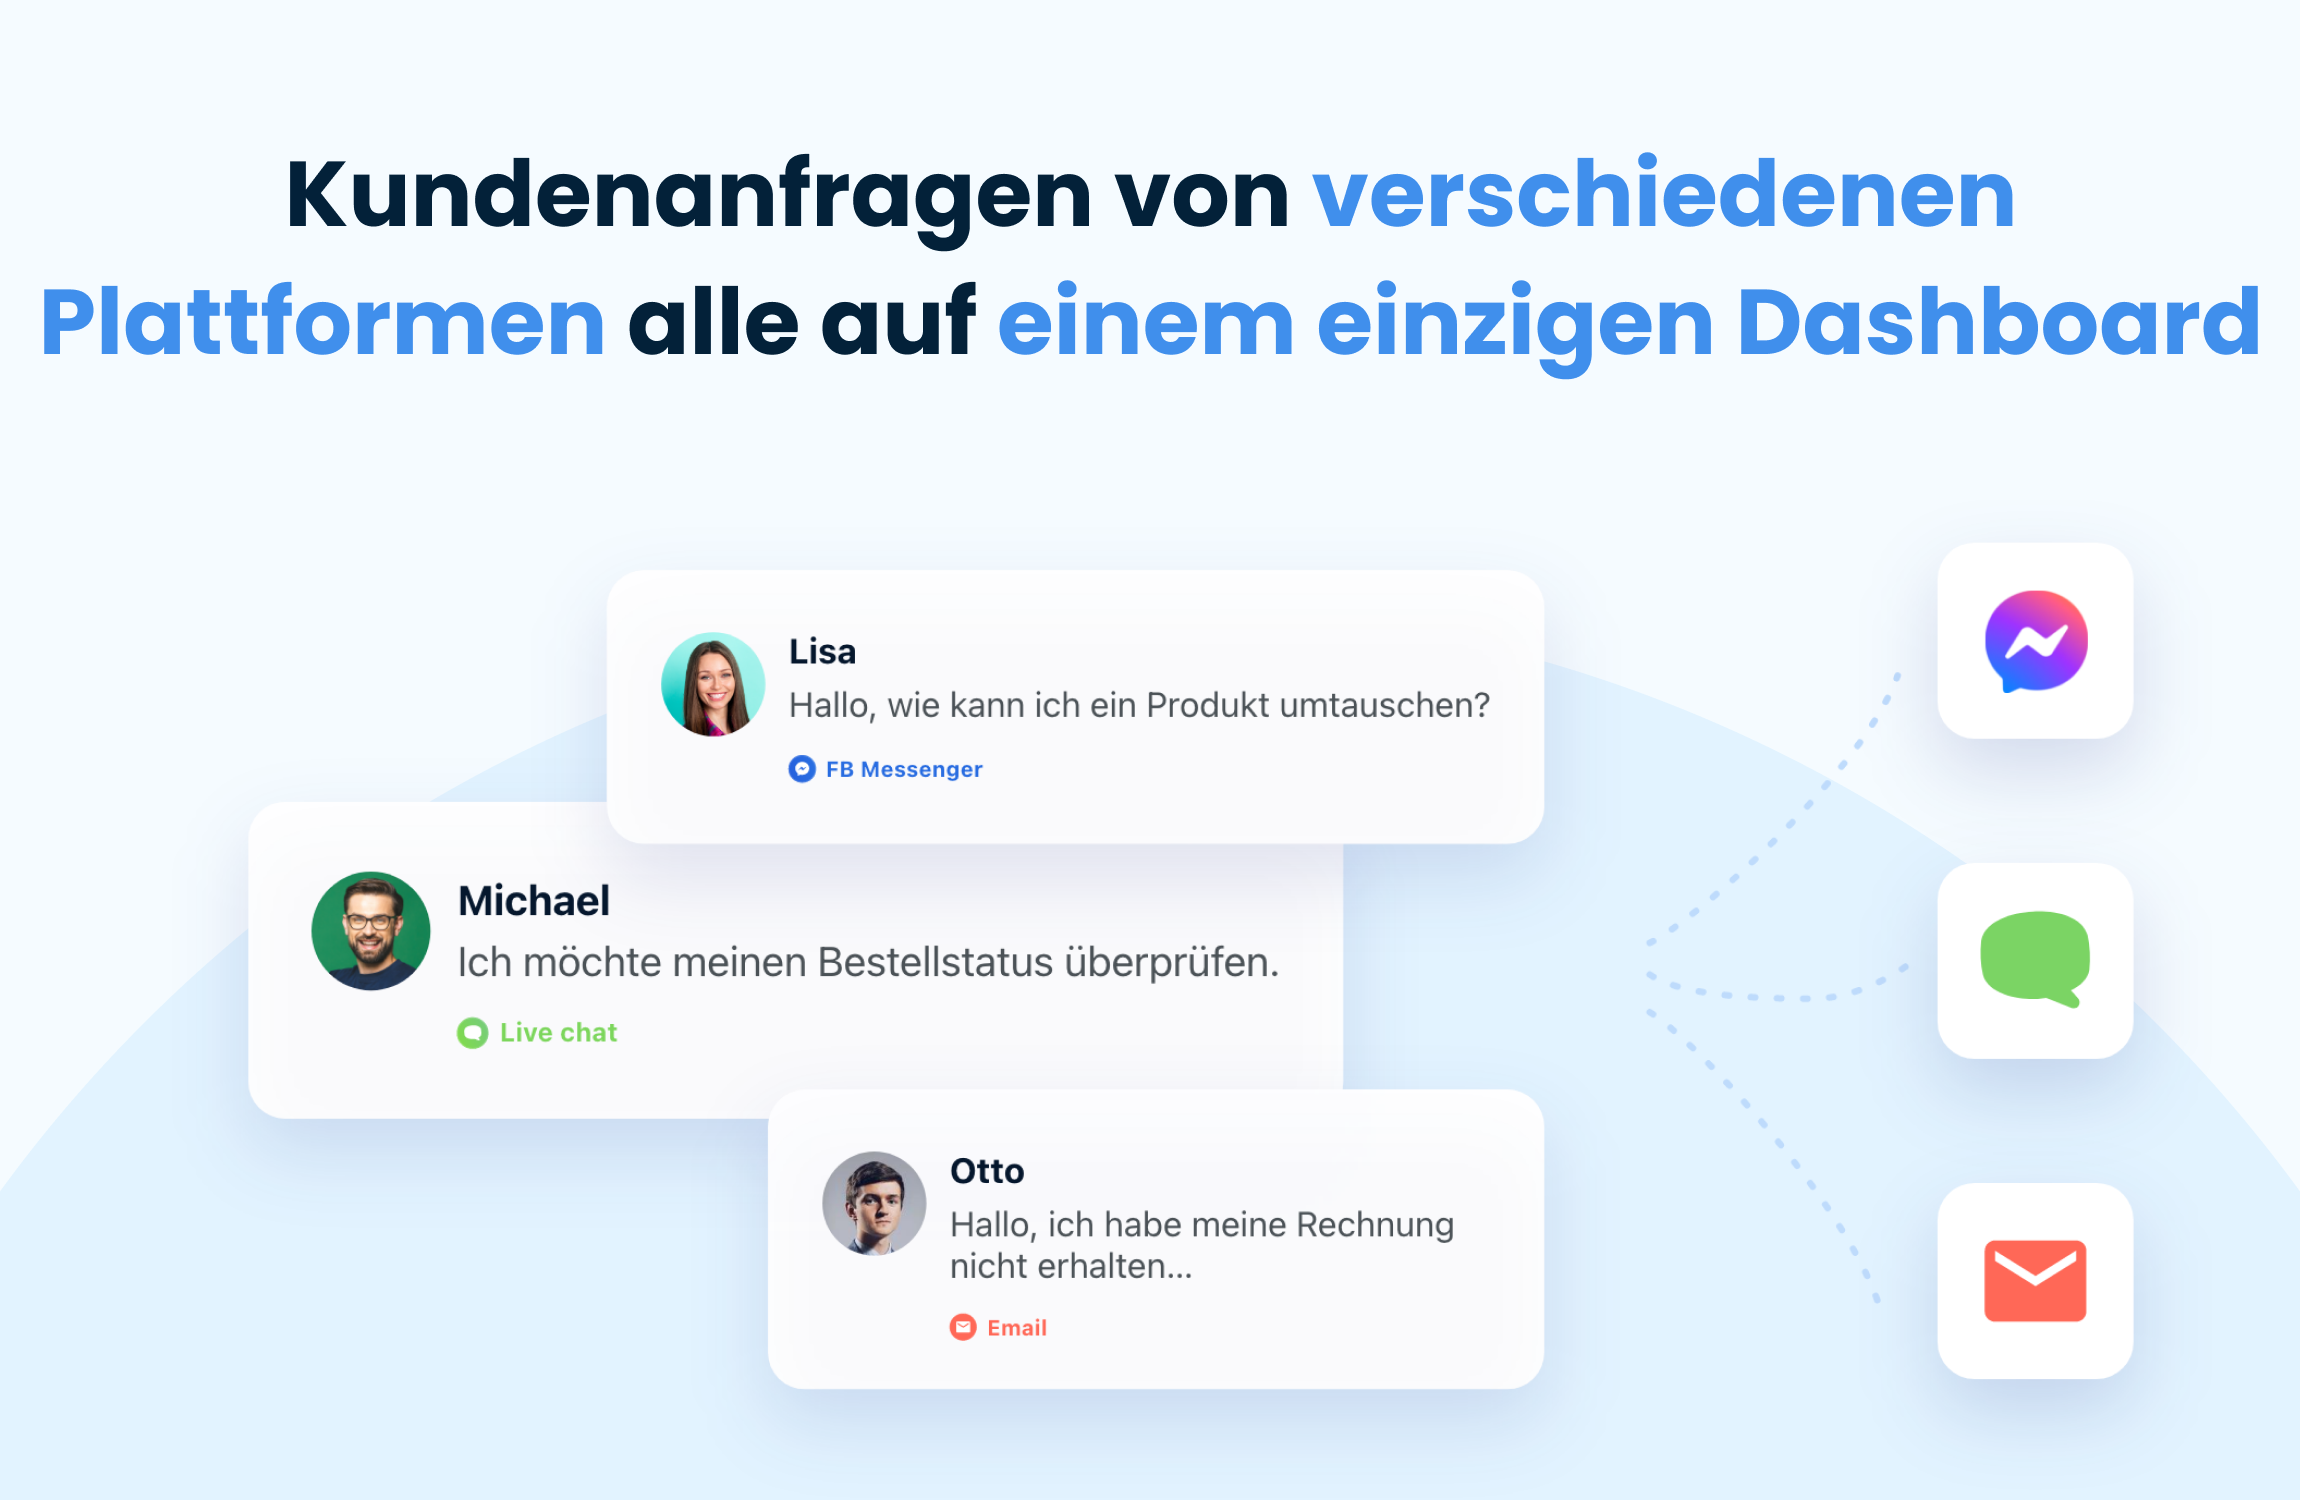 Kundenanfragen von verschiedenen
Plattformen alle auf einem einzigen Dashboard
Lisa
Hallo, wie kann ich ein Produkt umtauschen?
FB Messenger
Michael
Ich möchte meinen Bestellstatus überprüfen.
Live chat
Otto
Hallo, ich habe meine Rechnung
nicht erhalten...
Email